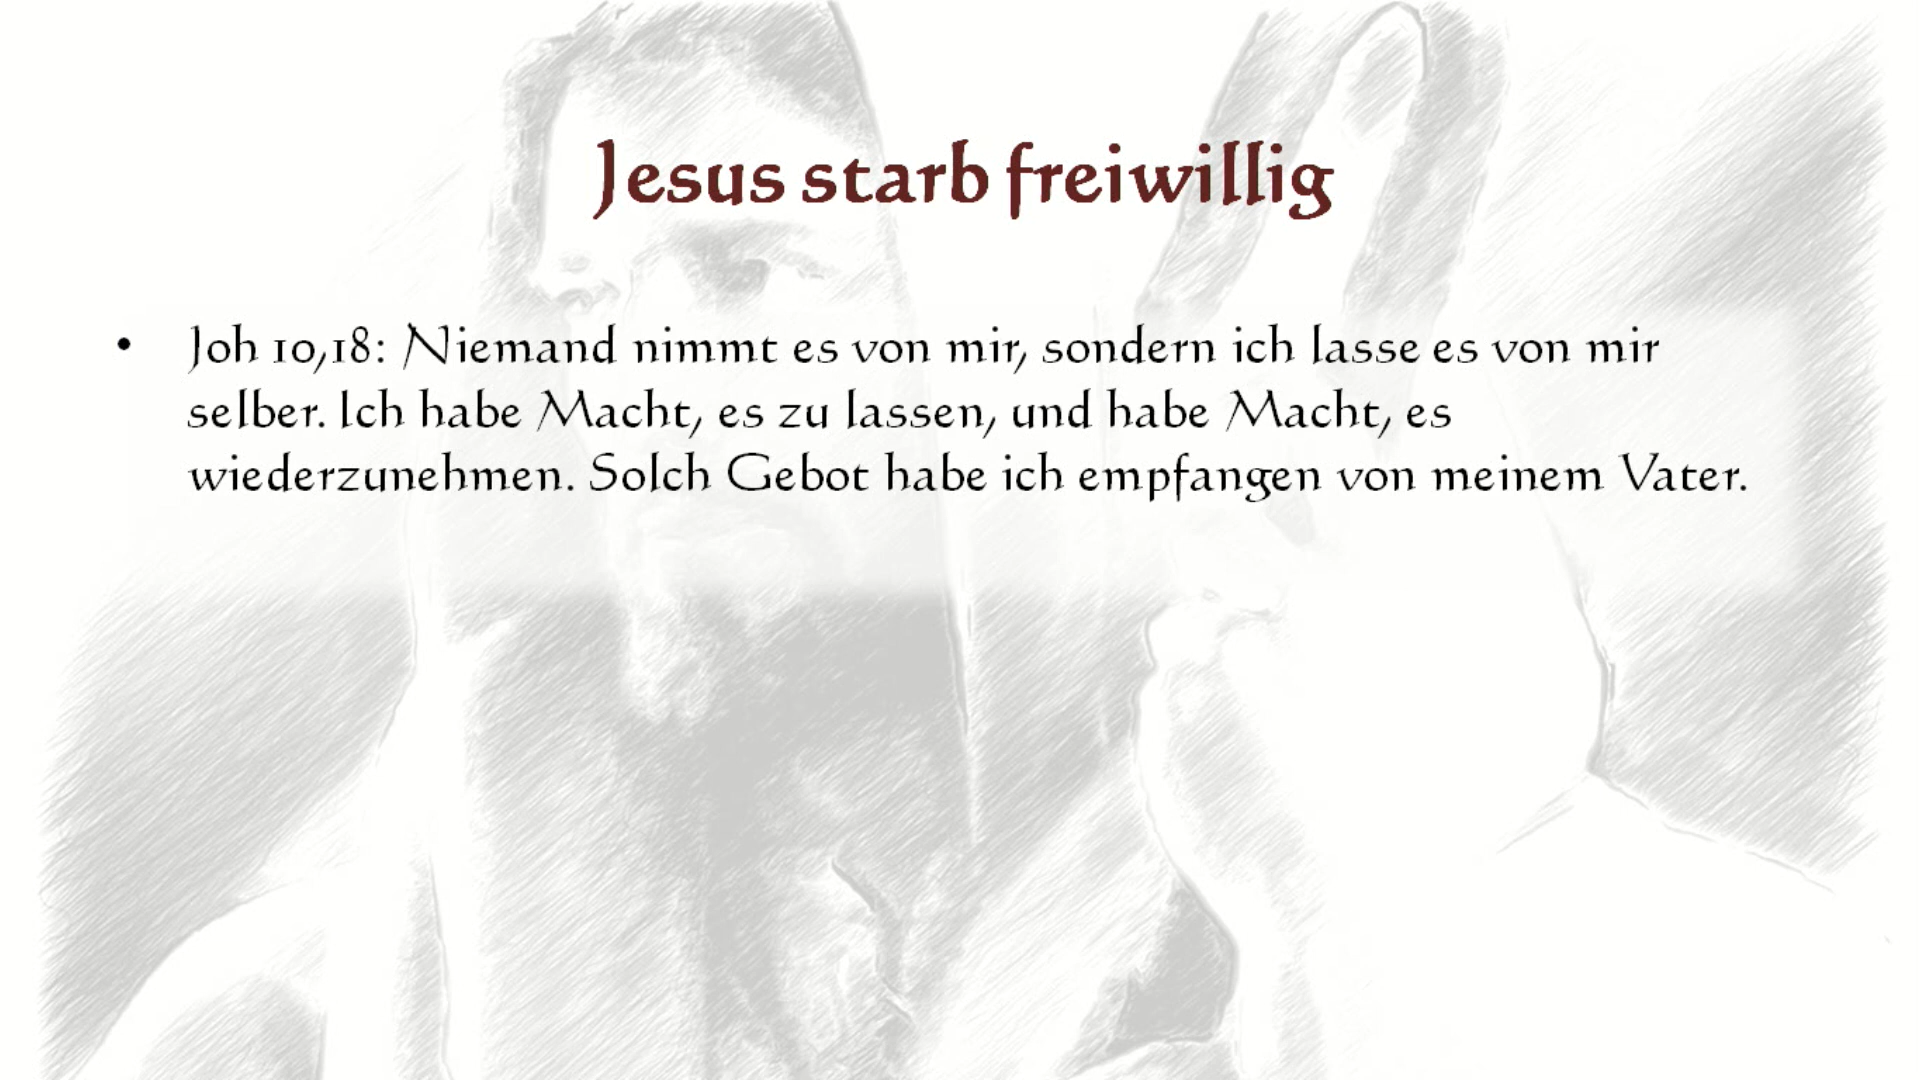 Jesus starb freiwillig
• Joh 10,18: Niemand nimmt es von mir, sondern ich lasse es von mir
selber. Ich habe Macht, es zu lassen, und habe Macht, es
wiederzunehmen. Solch Gebot habe ich empfangen von meinem Vater.